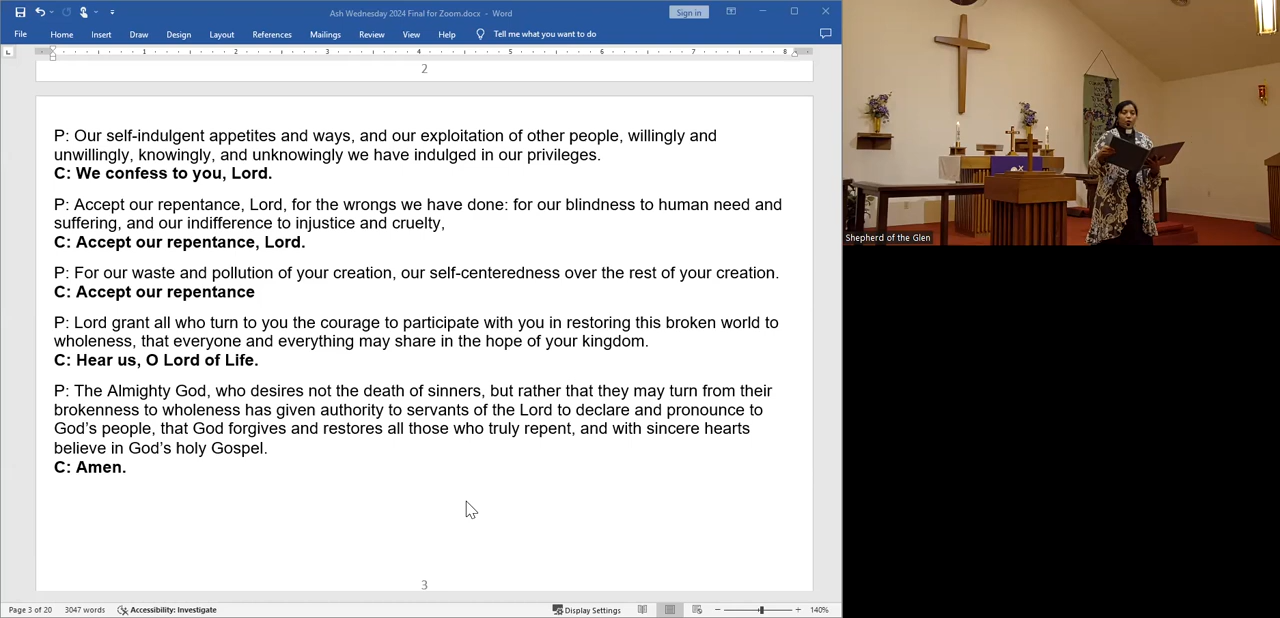 Ash Wednesday 2024 Final for Zoom.docx - Word
Sign in
File Home Insert Draw Design Layout References Mailings Review View Help Tell me what you want to do
1 2 3 4 5 6 7 8
2
P: Our self-indulgent appetites and ways, and our exploitation of other people, willingly and
unwillingly, knowingly, and unknowingly we have indulged in our privileges.
C: We confess to you, Lord.
P: Accept our repentance, Lord, for the wrongs we have done: for our blindness to human need and
suffering, and our indifference to injustice and cruelty,
C: Accept our repentance, Lord.
P: For our waste and pollution of your creation, our self-centeredness over the rest of your creation.
C: Accept our repentance
P: Lord grant all who turn to you the courage to participate with you in restoring this broken world to
wholeness, that everyone and everything may share in the hope of your kingdom.
C: Hear us, O Lord of Life.
P: The Almighty God, who desires not the death of sinners, but rather that they may turn from their
brokenness to wholeness has given authority to servants of the Lord to declare and pronounce to
God’s people, that God forgives and restores all those who truly repent, and with sincere hearts
believe in God’s holy Gospel.
C: Amen.
3
Page 3 of 20 3047 words Accessibility: Investigate Display Settings 140%
Shepherd of the Glen